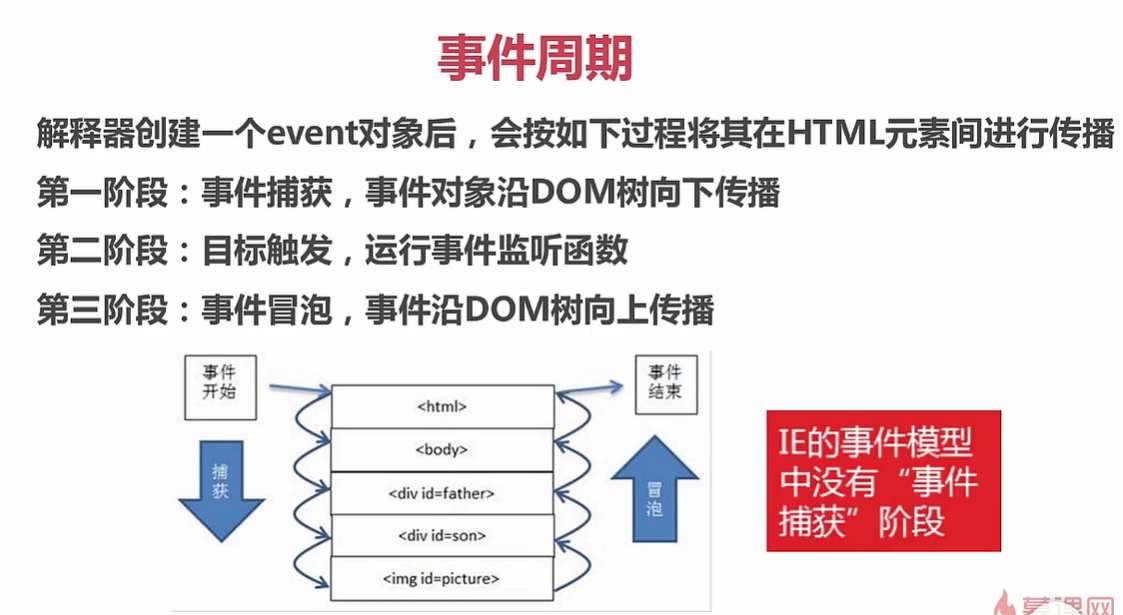 事件周期
解释器创建一个event对象后，会按如下过程将其在HTML元素间进行传播
第一阶段：事件捕获，事件对象沿DOM树向下传播
第二阶段：目标触发，运行事件监听函数
第三阶段：事件冒泡，事件沿DOM树向上传播
事件
开始
事件
结束
<html>
<body>
<div id=father>
<div id=son>
<img id=picture>
捕
获
冒
泡
IE的事件模型
中没有“事件
捕获”阶段
慕课网